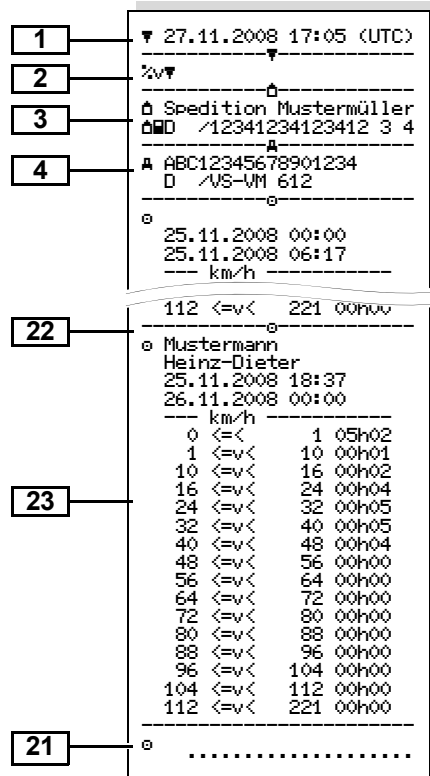 1 ▼ 27.11.2008 17:05 (UTC)
----------▼----------
2 %v▼
3 Spedition Mustermüller
D /12341234123412 3 4
4 A ABC12345678901234
D /VS-VM 612
25.11.2008 00:00
25.11.2008 06:17
--- km/h -----------
112 <=v< 221 00h00
22
Mustermann
Heinz-Dieter
25.11.2008 18:37
26.11.2008 00:00
--- km/h -----------
0 <=< 1 05h02
1 <=v< 10 00h01
10 <=v< 16 00h02
16 <=v< 24 00h04
23 24 <=v< 32 00h05
32 <=v< 40 00h05
40 <=v< 48 00h04
48 <=v< 56 00h00
56 <=v< 64 00h00
64 <=v< 72 00h00
72 <=v< 80 00h00
80 <=v< 88 00h00
88 <=v< 96 00h00
96 <=v< 104 00h00
104 <=v< 112 00h00
112 <=v< 221 00h00
21 ....................